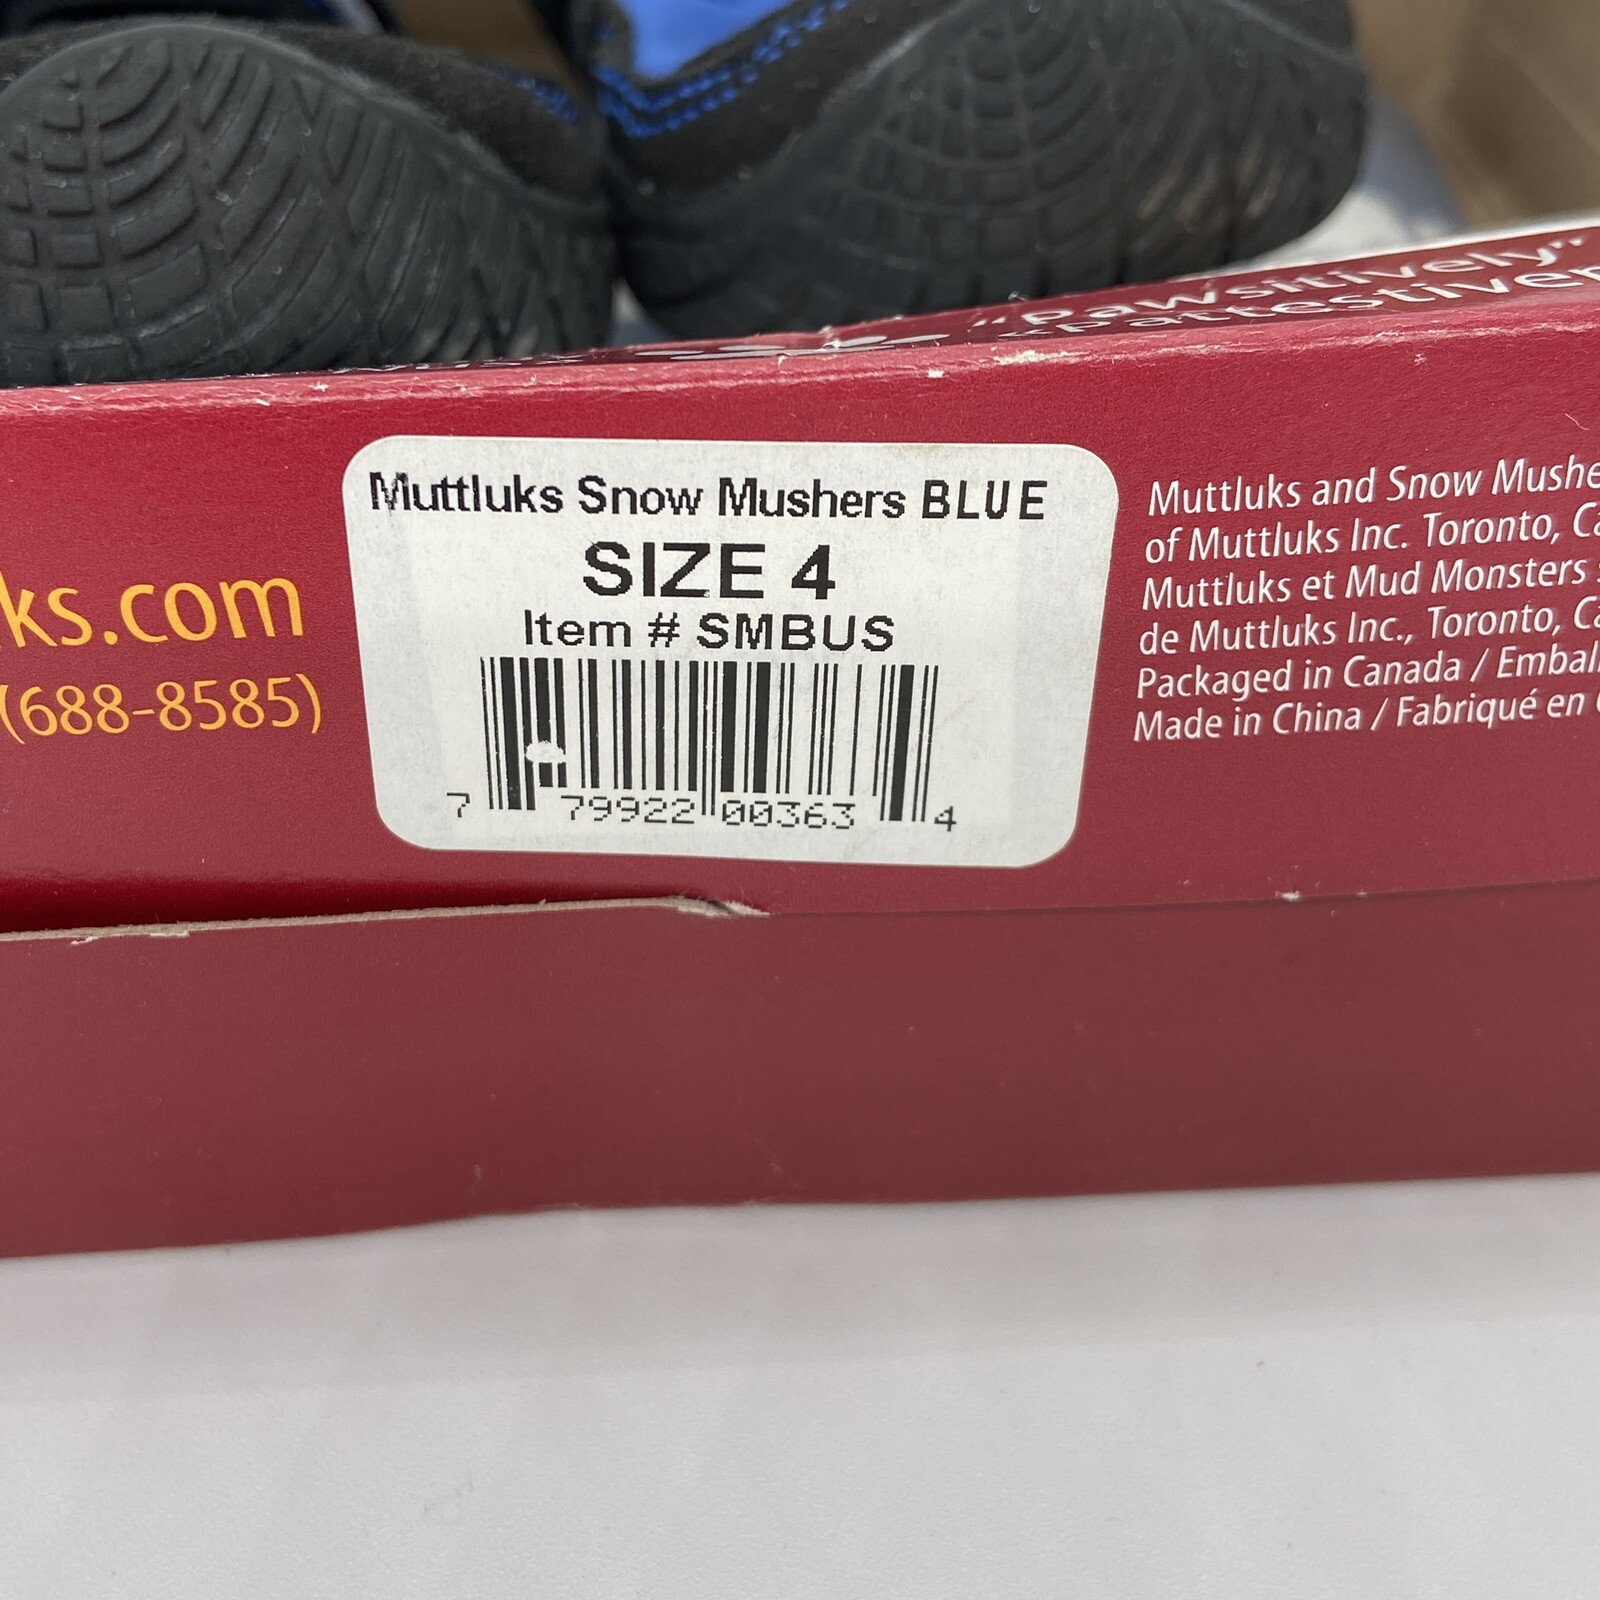 "Pawsitively"
ks.com
(688-8585)
Muttluks Snow Mushers BLUE
SIZE 4
Item # SMBUS
7 79922 00363 4
Muttluks and Snow Mushe
of Muttluks Inc. Toronto, Ca
Muttluks et Mud Monsters s
de Muttluks Inc., Toronto, Ca
Packaged in Canada / Emball
Made in China / Fabriqué en